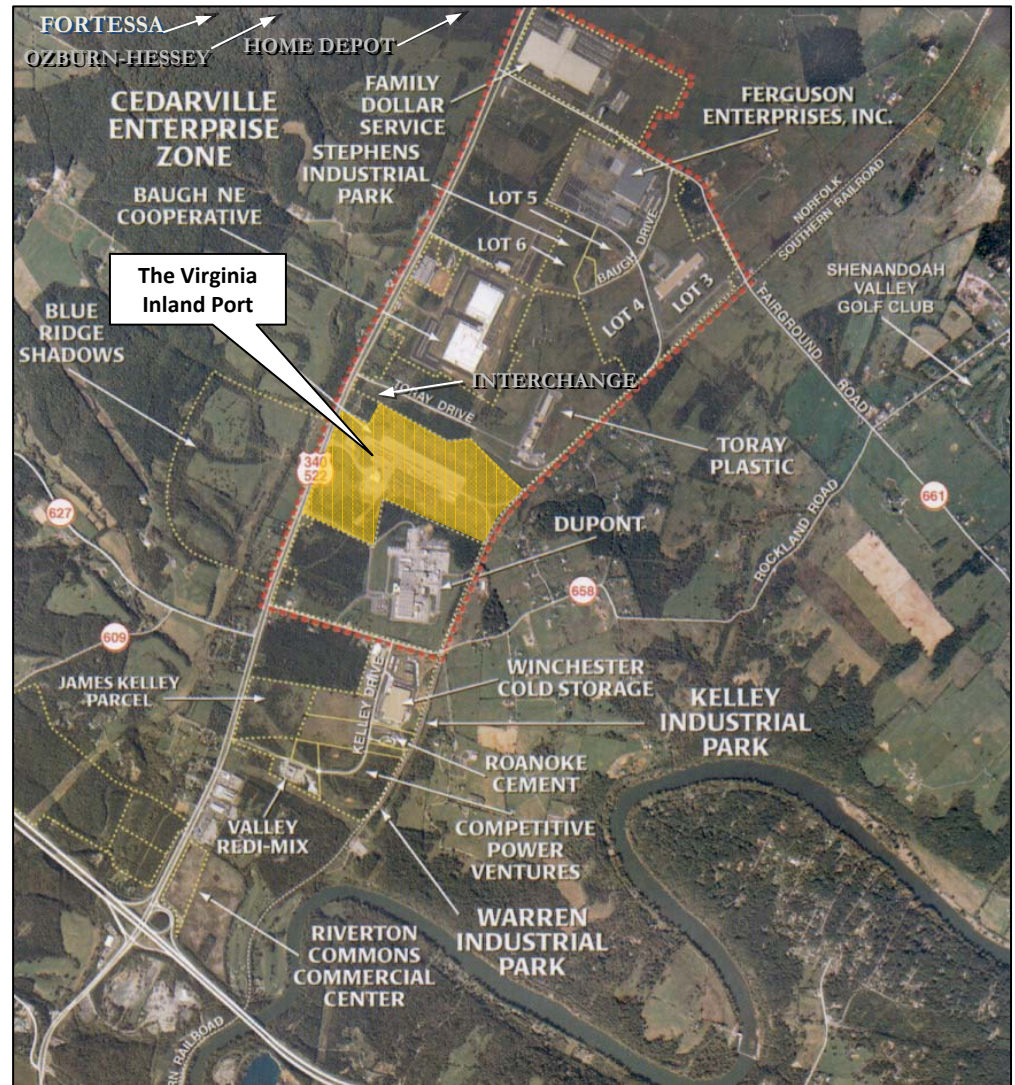 FORTESSA
OZBURN-HESSEY
HOME DEPOT
CEDARVILLE
ENTERPRISE
ZONE
FAMILY
DOLLAR
SERVICE
FERGUSON
ENTERPRISES, INC.
STEPHENS
INDUSTRIAL
PARK
BAUGH NE
COOPERATIVE
LOT 5
LOT 6
BAUGH DRIVE
LOT 4
LOT 3
NORFOLK
SOUTHERN RAILROAD
The Virginia
Inland Port
SHENANDOAH
VALLEY
GOLF CLUB
BLUE
RIDGE
SHADOWS
FAIRGROUND ROAD
INTERCHANGE
TORAY DRIVE
TORAY
PLASTIC
340
522
661
627
DUPONT
ROCKLAND ROAD
658
609
JAMES KELLEY
PARCEL
KELLEY DRIVE
WINCHESTER
COLD STORAGE
KELLEY
INDUSTRIAL
PARK
ROANOKE
CEMENT
VALLEY
REDI-MIX
COMPETITIVE
POWER
VENTURES
WARREN
INDUSTRIAL
PARK
RIVERTON
COMMONS
COMMERCIAL
CENTER
RAILROAD